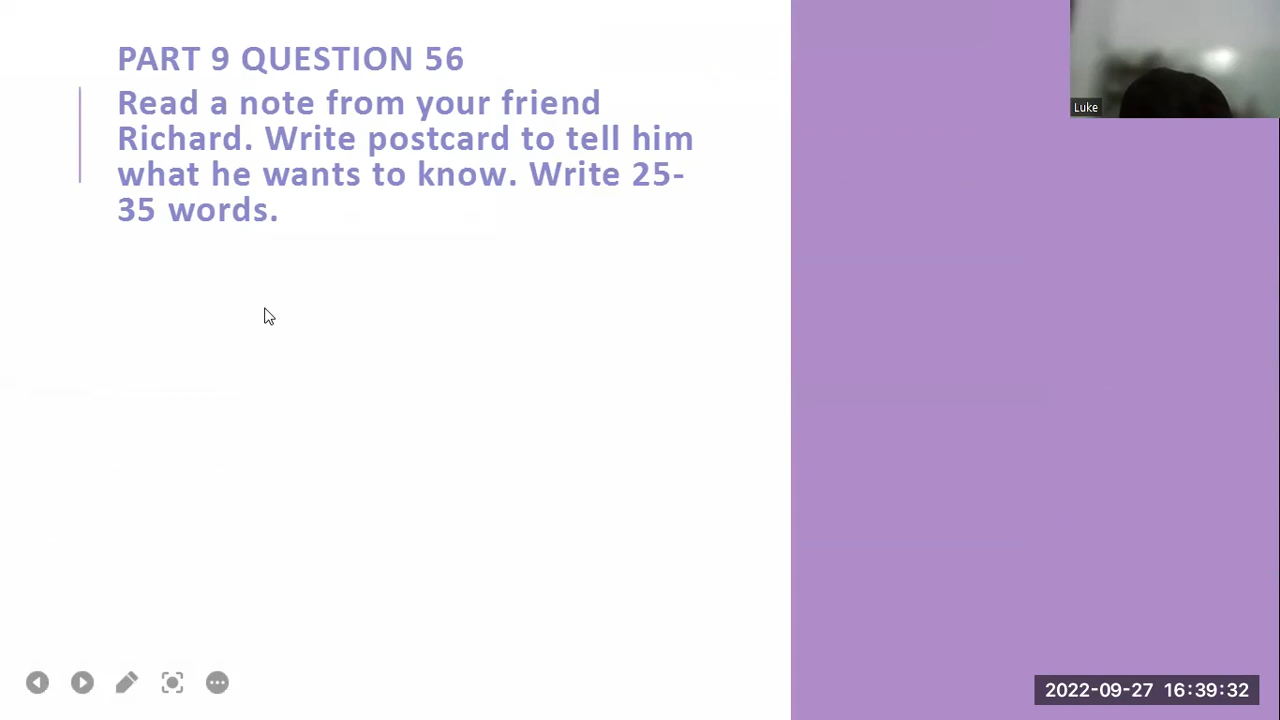 PART 9 QUESTION 56
Read a note from your friend
Richard. Write postcard to tell him
what he wants to know. Write 25-
35 words.
Luke
2022-09-27 16:39:32